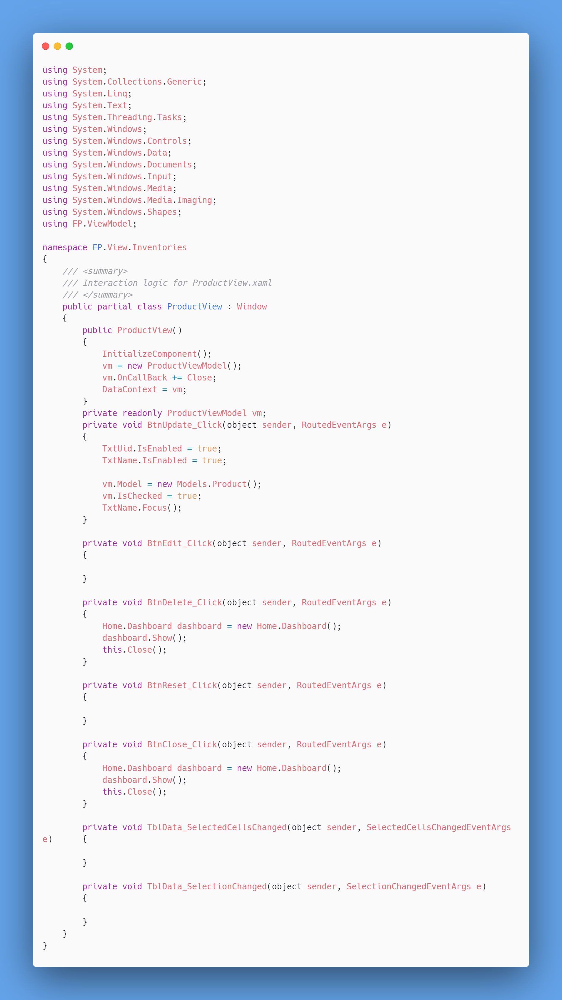 using System;
using System.Collections.Generic;
using System.Linq;
using System.Text;
using System.Threading.Tasks;
using System.Windows;
using System.Windows.Controls;
using System.Windows.Data;
using System.Windows.Documents;
using System.Windows.Input;
using System.Windows.Media;
using System.Windows.Media.Imaging;
using System.Windows.Shapes;
using FP.ViewModel;

namespace FP.View.Inventories
{
    /// <summary>
    /// Interaction logic for ProductView.xaml
    /// </summary>
    public partial class ProductView : Window
    {
        public ProductView()
        {
            InitializeComponent();
            vm = new ProductViewModel();
            vm.OnCallBack += Close;
            DataContext = vm;
        }
        private readonly ProductViewModel vm;
        private void BtnUpdate_Click(object sender, RoutedEventArgs e)
        {
            TxtUid.IsEnabled = true;
            TxtName.IsEnabled = true;

            vm.Model = new Models.Product();
            vm.IsChecked = true;
            TxtName.Focus();
        }

        private void BtnEdit_Click(object sender, RoutedEventArgs e)
        {

        }

        private void BtnDelete_Click(object sender, RoutedEventArgs e)
        {
            Home.Dashboard dashboard = new Home.Dashboard();
            dashboard.Show();
            this.Close();
        }

        private void BtnReset_Click(object sender, RoutedEventArgs e)
        {

        }

        private void BtnClose_Click(object sender, RoutedEventArgs e)
        {
            Home.Dashboard dashboard = new Home.Dashboard();
            dashboard.Show();
            this.Close();
        }

        private void TblData_SelectedCellsChanged(object sender, SelectedCellsChangedEventArgs
e)      {

        }

        private void TblData_SelectionChanged(object sender, SelectionChangedEventArgs e)
        {

        }
    }
}